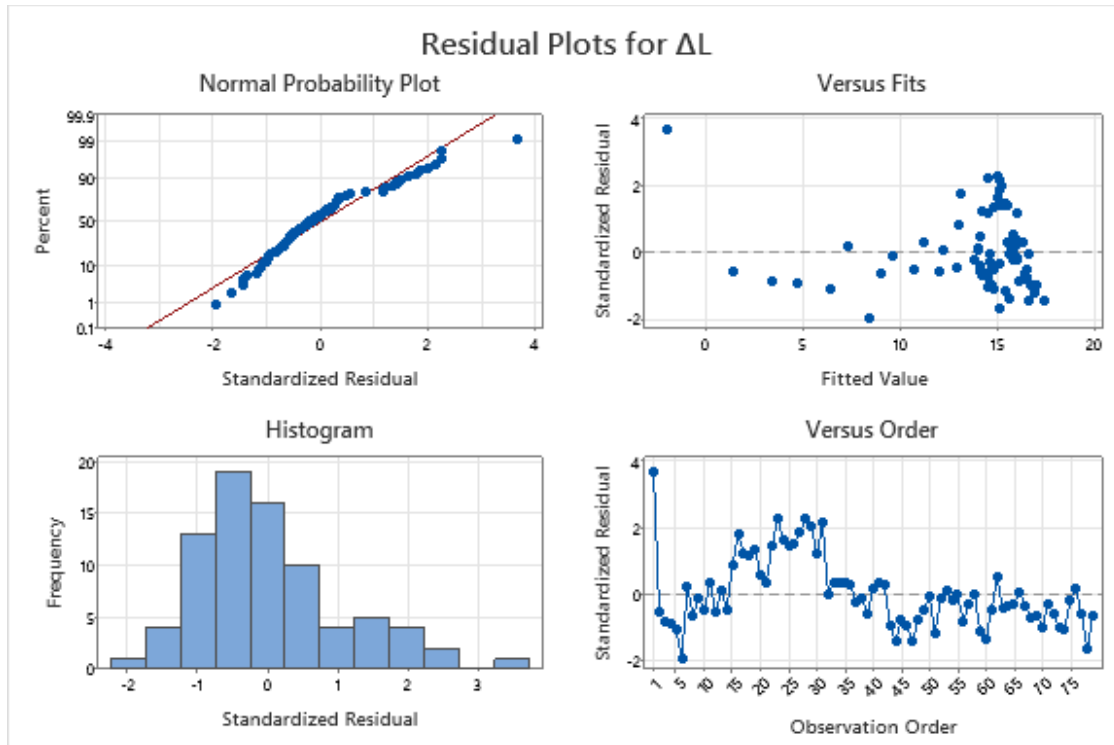 Residual Plots for ΔL
Normal Probability Plot
99.9
99
90
50
10
1
0.1
Percent
-4 -2 0 2 4
Standardized Residual
Versus Fits
4
2
0
-2
Standardized Residual
0 5 10 15 20
Fitted Value
Histogram
20
15
10
5
0
Frequency
-2 -1 0 1 2 3
Standardized Residual
Versus Order
4
2
0
-2
Standardized Residual
1 5 10 15 20 25 30 35 40 45 50 55 60 65 70 75
Observation Order